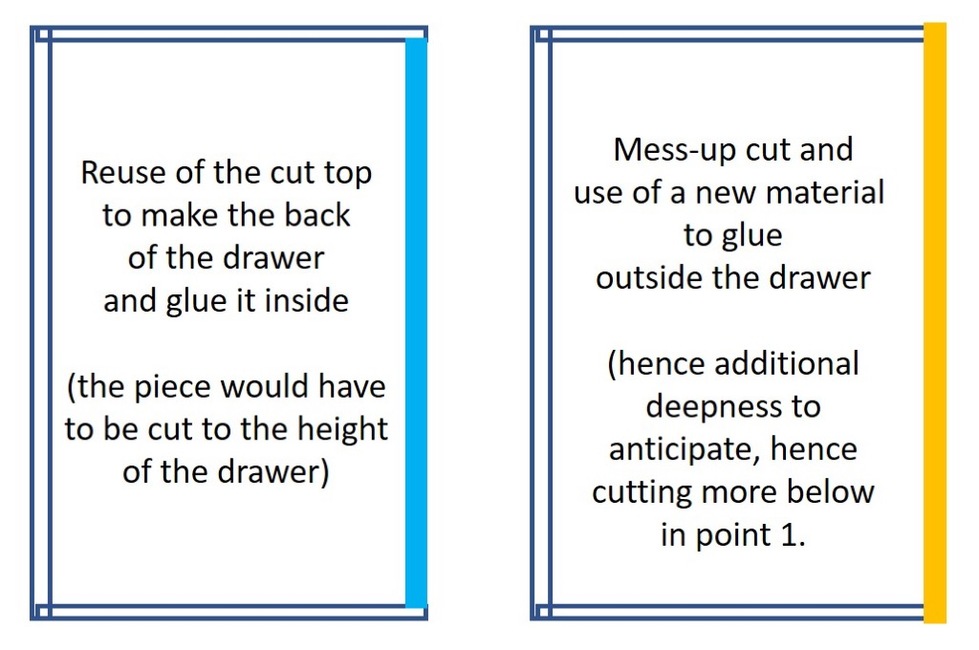 Reuse of the cut top
to make the back
of the drawer
and glue it inside
(the piece would have
to be cut to the height
of the drawer)
Mess-up cut and
use of a new material
to glue
outside the drawer
(hence additional
deepness to
anticipate, hence
cutting more below
in point 1.